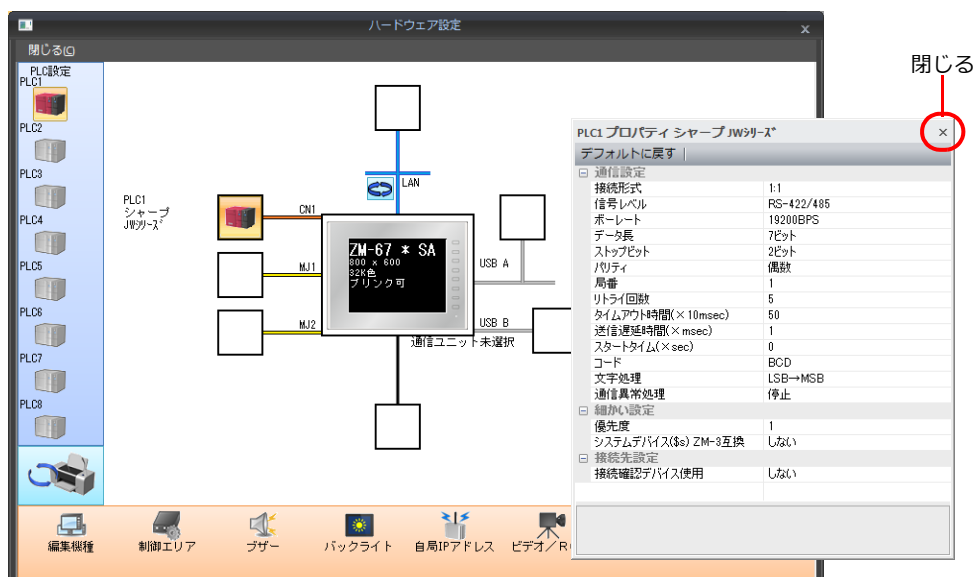 ハードウェア設定
x
閉じる(C)
閉じる
PLC設定
PLC1
PLC2
PLC3
PLC4
PLC5
PLC6
PLC7
PLC8
PLC1
シャープ
JWｼﾘｰｽﾞ
LAN
CN1
MJ1
MJ2
ZM-67 * SA
800 x 600
32K色
ブリンク可
USB A
USB B
通信ユニット未選択
編集機種
制御エリア
ブザー
バックライト
自局IPアドレス
ビデオ/R
PLC1 プロパティ シャープ JWｼﾘｰｽﾞ
×
デフォルトに戻す
通信設定
接続形式 1:1
信号レベル RS-422/485
ボーレート 19200BPS
データ長 7ビット
ストップビット 2ビット
パリティ 偶数
局番 1
リトライ回数 5
タイムアウト時間(×10msec) 50
送信遅延時間(×msec) 1
スタートタイム(×sec) 0
コード BCD
文字処理 LSB→MSB
通信異常処理 停止
細かい設定
優先度 1
システムデバイス($s) ZM-3互換 しない
接続先設定
接続確認デバイス使用 しない